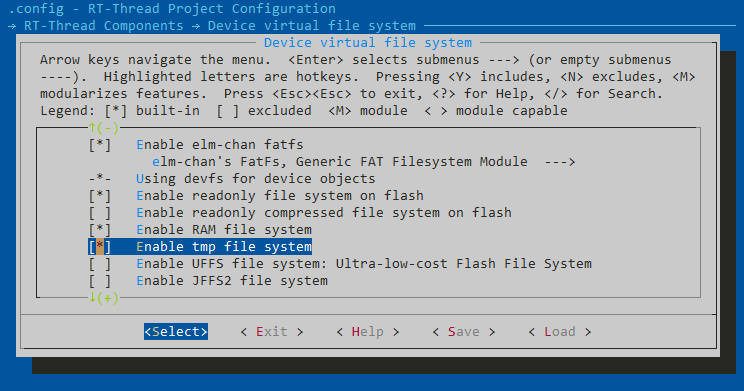 .config - RT-Thread Project Configuration
→ RT-Thread Components → Device virtual file system
Device virtual file system
Arrow keys navigate the menu.  <Enter> selects submenus ---> (or empty submenus
----).  Highlighted letters are hotkeys.  Pressing <Y> includes, <N> excludes, <M>
modularizes features.  Press <Esc><Esc> to exit, <?> for Help, </> for Search.
Legend: [*] built-in  [ ] excluded  <M> module  < > module capable
↑(-)
[*]   Enable elm-chan fatfs
elm-chan's FatFs, Generic FAT Filesystem Module  --->
-*-   Using devfs for device objects
[*]   Enable readonly file system on flash
[ ]   Enable readonly compressed file system on flash
[*]   Enable RAM file system
[*]   Enable tmp file system
[ ]   Enable UFFS file system: Ultra-low-cost Flash File System
[ ]   Enable JFFS2 file system
↓(+)
<Select>    < Exit >    < Help >    < Save >    < Load >